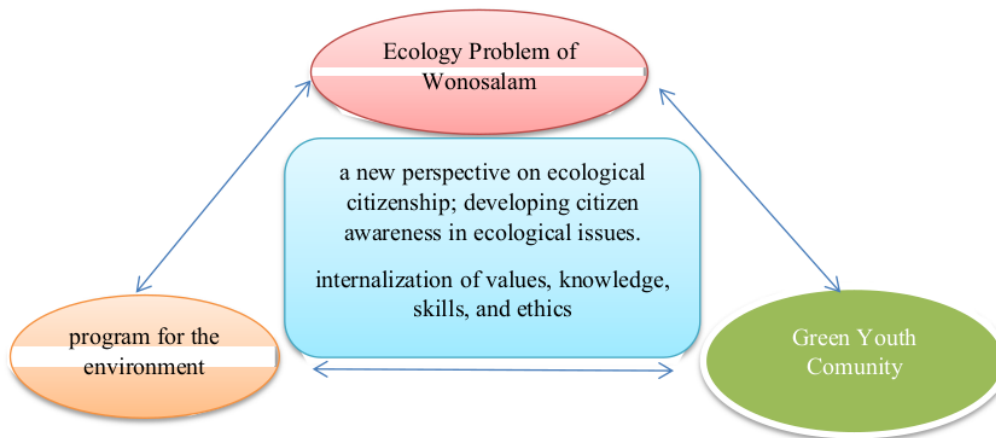 Ecology Problem of
Wonosalam
a new perspective on ecological
citizenship; developing citizen
awareness in ecological issues.
internalization of values, knowledge,
skills, and ethics
program for the
environment
Green Youth
Comunity